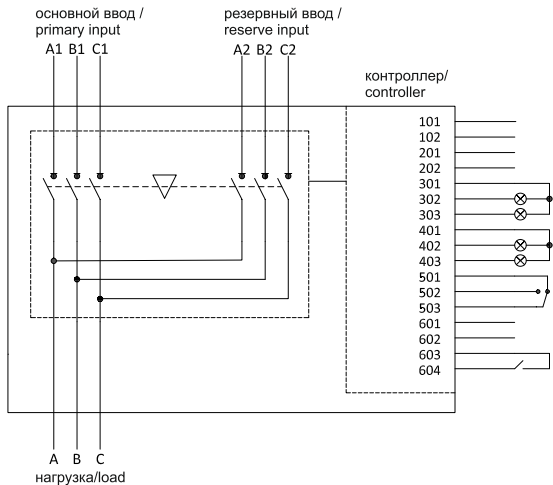 основной ввод /
primary input
резервный ввод /
reserve input
A1 B1 C1
A2 B2 C2
контроллер/
controller
101
102
201
202
301
302
303
401
402
403
501
502
503
601
602
603
604
A B C
нагрузка/load